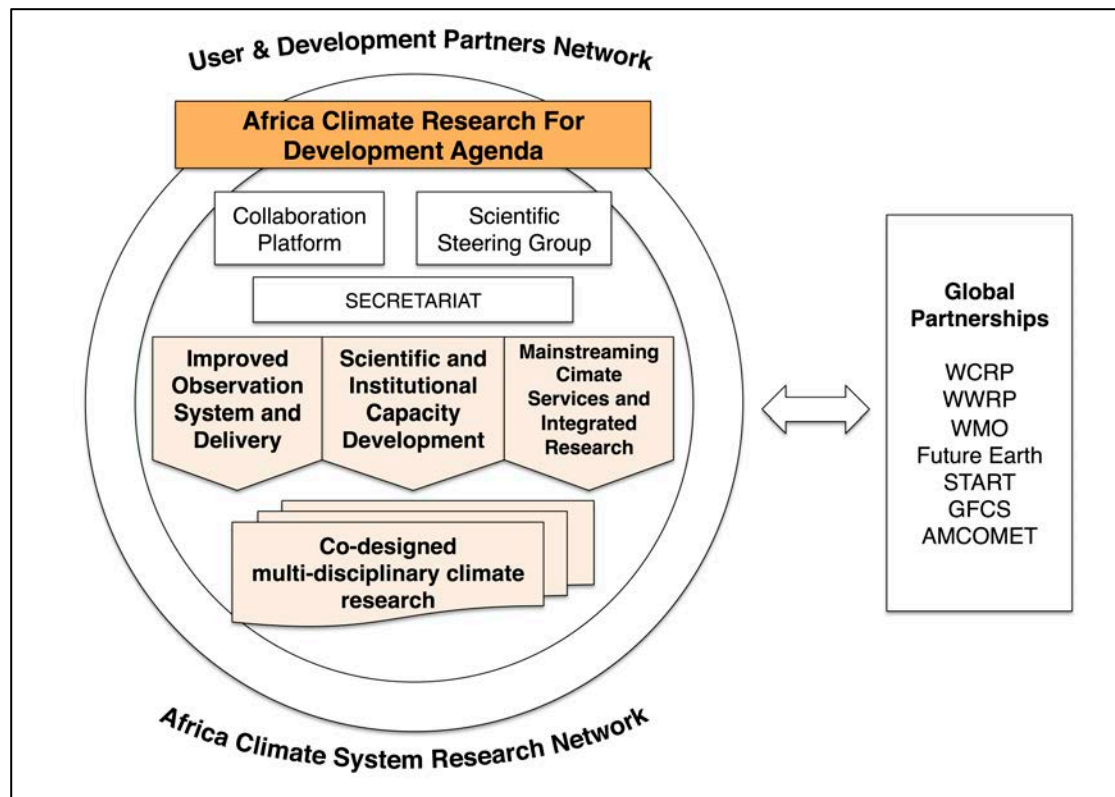 User & Development Partners Network
Africa Climate Research For
Development Agenda
Collaboration
Platform
Scientific
Steering Group
SECRETARIAT
Improved
Observation
System and
Delivery
Scientific and
Institutional
Capacity
Development
Mainstreaming
Cimate
Services and
Integrated
Research
Co-designed
multi-disciplinary climate
research
Africa Climate System Research Network
Global
Partnerships
WCRP
WWRP
WMO
Future Earth
START
GFCS
AMCOMET